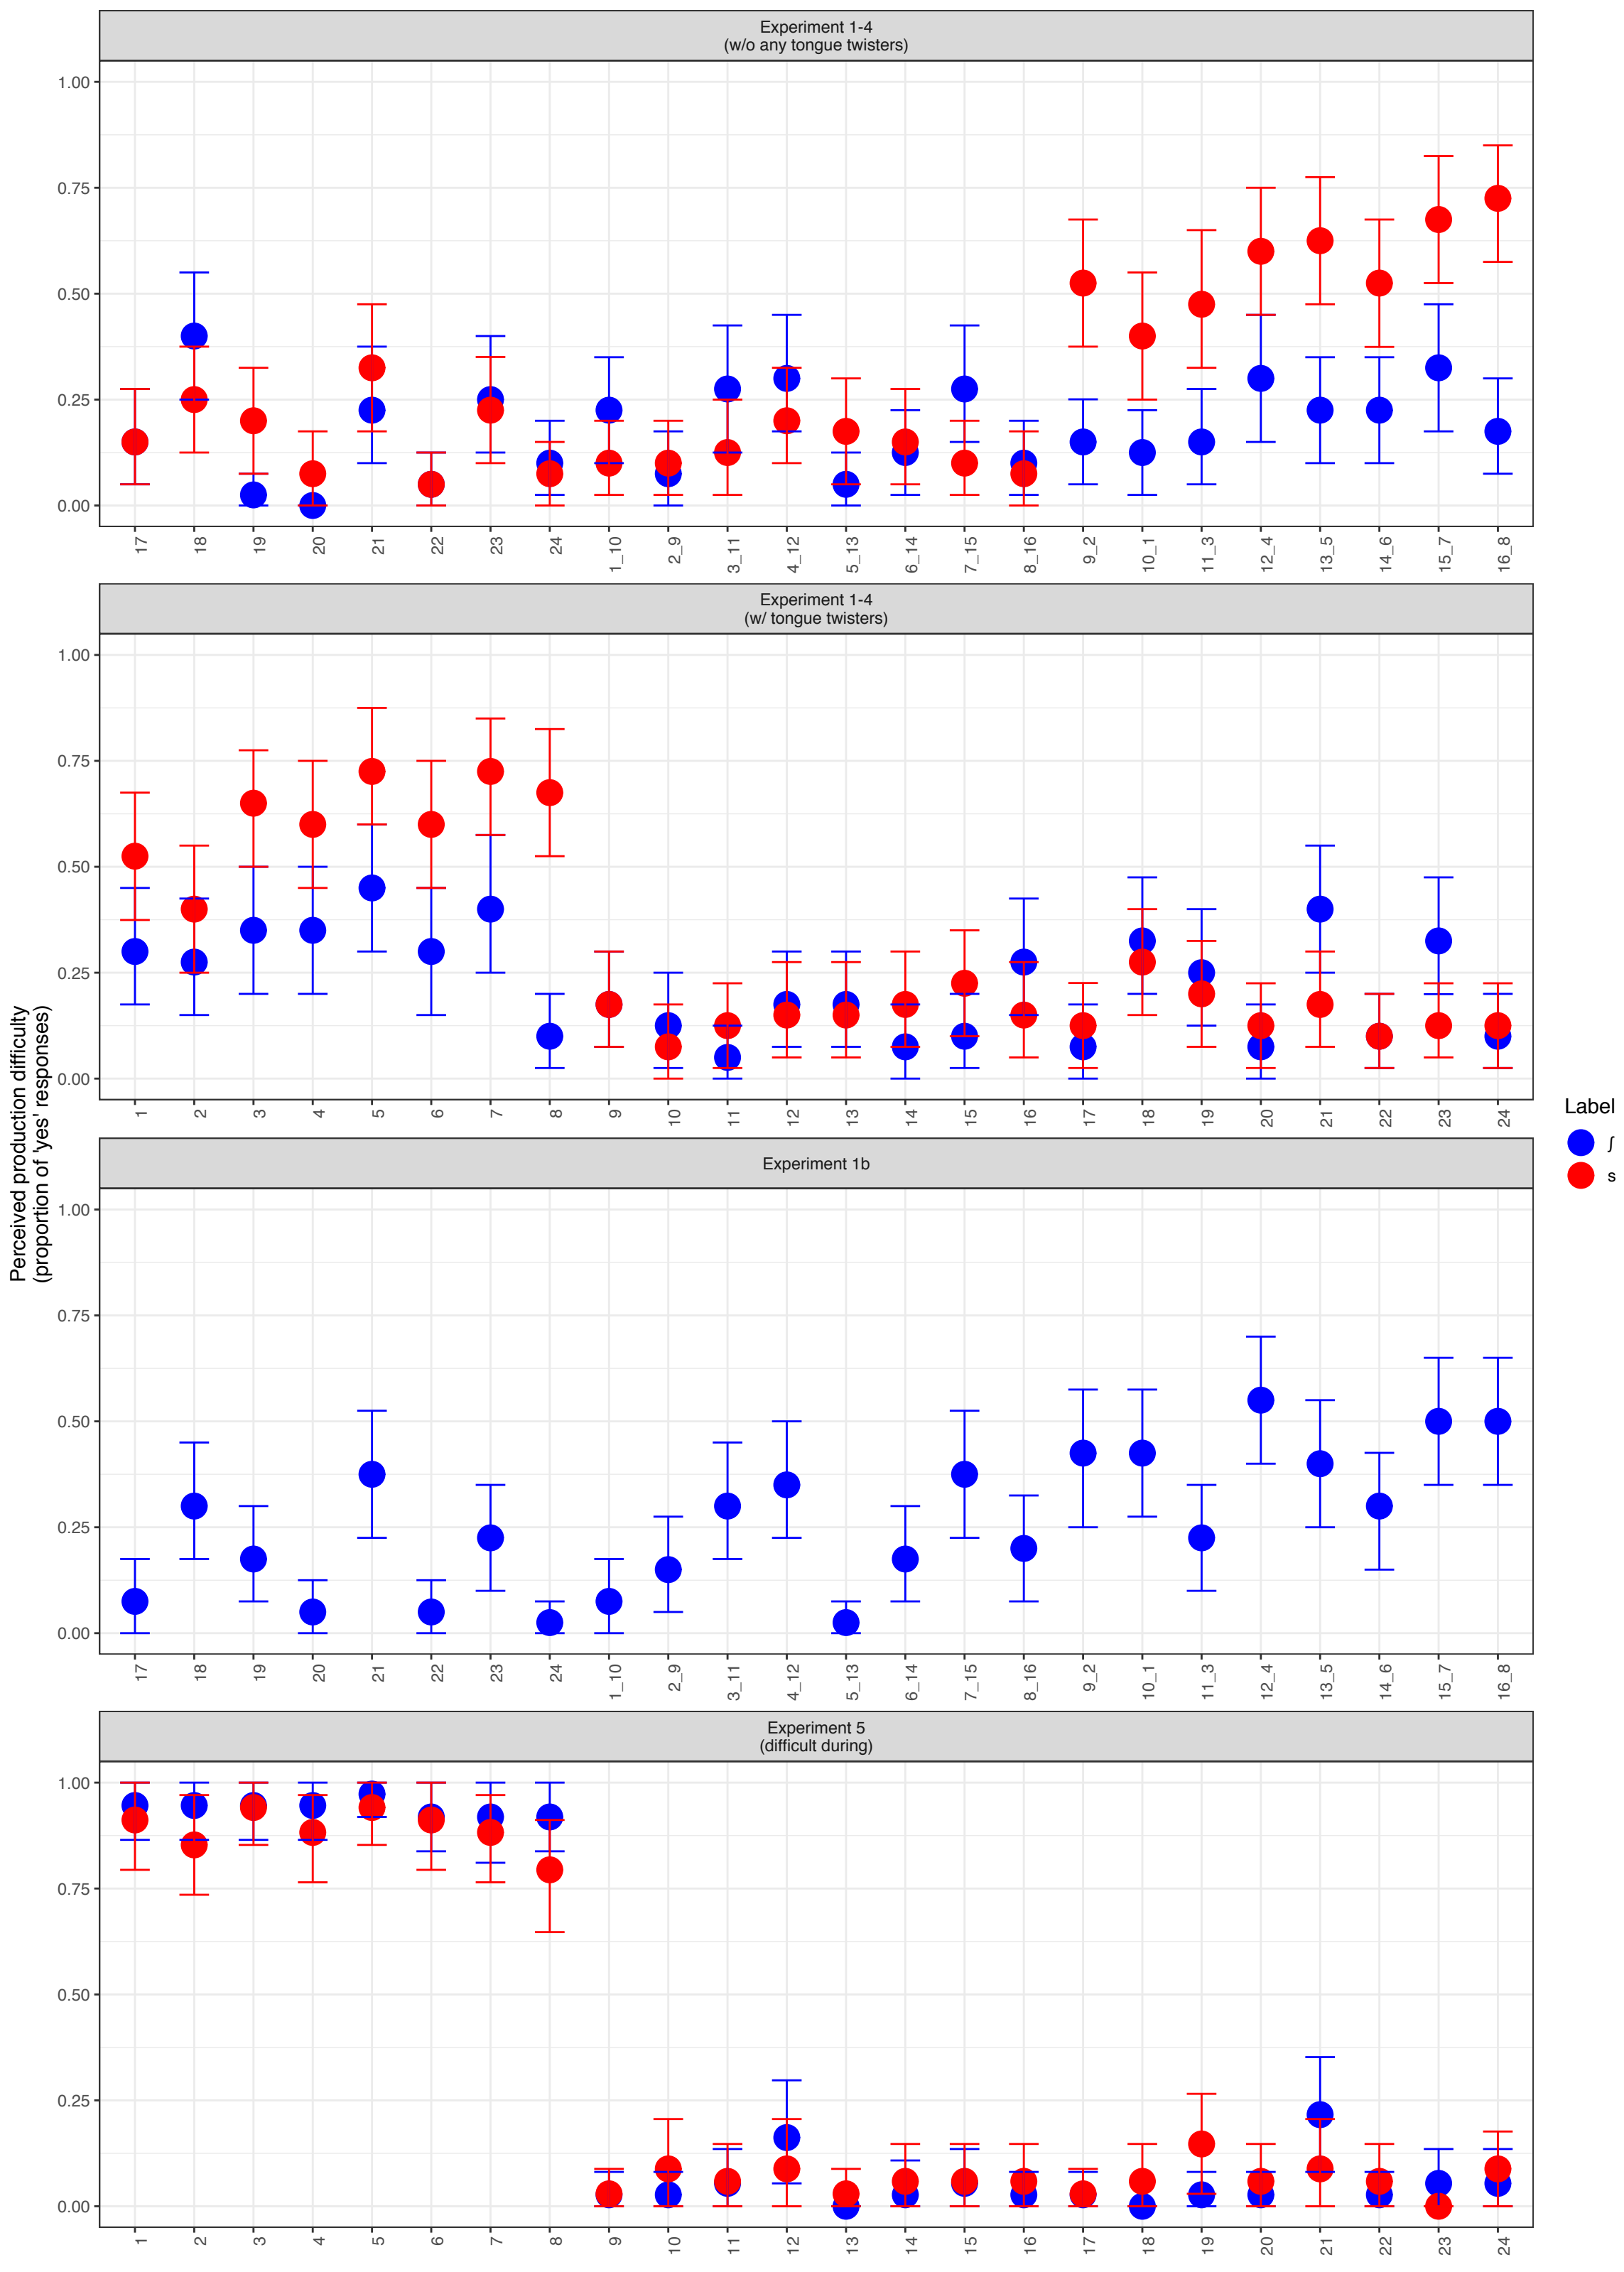 Experiment 1-4
(w/o any tongue twisters)
1.00
0.75
0.50
0.25
0.00
17 18 19 20 21 22 23 24 1_10 2_9 3_11 4_12 5_13 6_14 7_15 8_16 9_2 10_1 11_3 12_4 13_5 14_6 15_7 16_8
Experiment 1-4
(w/ tongue twisters)
1.00
0.75
0.50
0.25
0.00
1 2 3 4 5 6 7 8 9 10 11 12 13 14 15 16 17 18 19 20 21 22 23 24
Perceived production difficulty
(proportion of 'yes' responses)
Label
ʃ
s
Experiment 1b
1.00
0.75
0.50
0.25
0.00
17 18 19 20 21 22 23 24 1_10 2_9 3_11 4_12 5_13 6_14 7_15 8_16 9_2 10_1 11_3 12_4 13_5 14_6 15_7 16_8
Experiment 5
(difficult during)
1.00
0.75
0.50
0.25
0.00
1 2 3 4 5 6 7 8 9 10 11 12 13 14 15 16 17 18 19 20 21 22 23 24